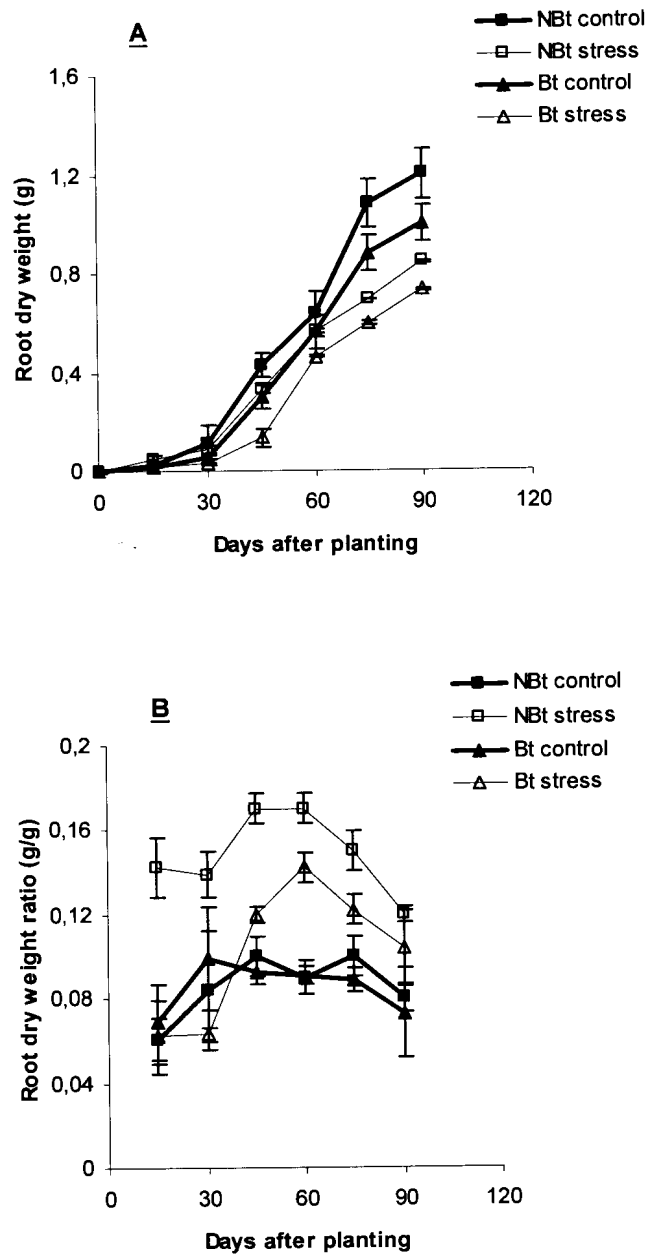 A
NBt control
NBt stress
Bt control
Bt stress
Root dry weight (g)
1,6
1,2
0,8
0,4
0
0 30 60 90 120
Days after planting
B
NBt control
NBt stress
Bt control
Bt stress
Root dry weight ratio (g/g)
0,2
0,16
0,12
0,08
0,04
0
0 30 60 90 120
Days after planting